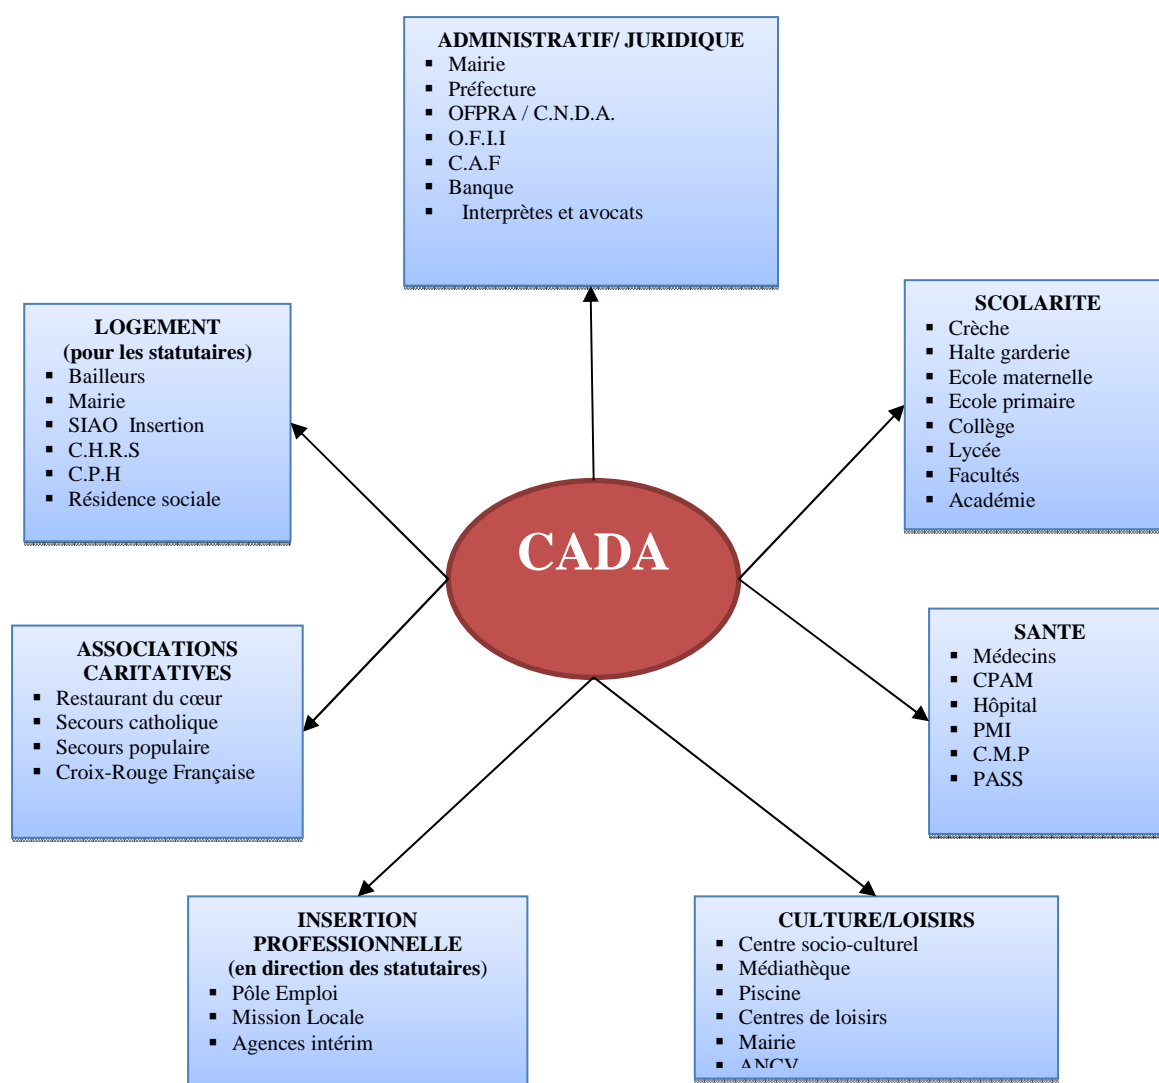 ADMINISTRATIF/ JURIDIQUE
▪ Mairie
▪ Préfecture
▪ OFPRA / C.N.D.A.
▪ O.F.I.I
▪ C.A.F
▪ Banque
▪ Interprètes et avocats
LOGEMENT
(pour les statutaires)
▪ Bailleurs
▪ Mairie
▪ SIAO Insertion
▪ C.H.R.S
▪ C.P.H
▪ Résidence sociale
SCOLARITE
▪ Crèche
▪ Halte garderie
▪ Ecole maternelle
▪ Ecole primaire
▪ Collège
▪ Lycée
▪ Facultés
▪ Académie
CADA
ASSOCIATIONS
CARITATIVES
▪ Restaurant du cœur
▪ Secours catholique
▪ Secours populaire
▪ Croix-Rouge Française
SANTE
▪ Médecins
▪ CPAM
▪ Hôpital
▪ PMI
▪ C.M.P
▪ PASS
INSERTION
PROFESSIONNELLE
(en direction des statutaires)
▪ Pôle Emploi
▪ Mission Locale
▪ Agences intérim
CULTURE/LOISIRS
▪ Centre socio-culturel
▪ Médiathèque
▪ Piscine
▪ Centres de loisirs
▪ Mairie
▪ ANCV